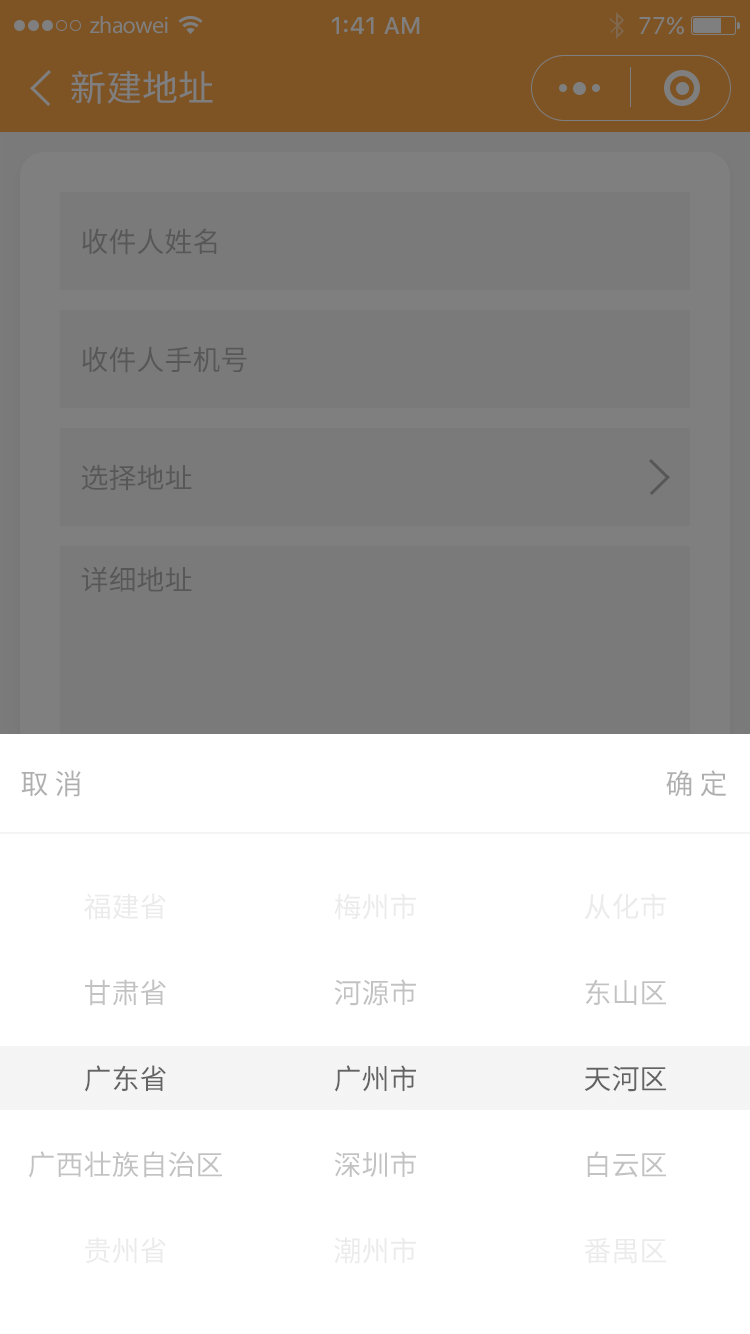 zhaowei 1:41 AM 77%
新建地址
收件人姓名
收件人手机号
选择地址
详细地址
取消 确定
福建省 梅州市 从化市
甘肃省 河源市 东山区
广东省 广州市 天河区
广西壮族自治区 深圳市 白云区
贵州省 潮州市 番禺区